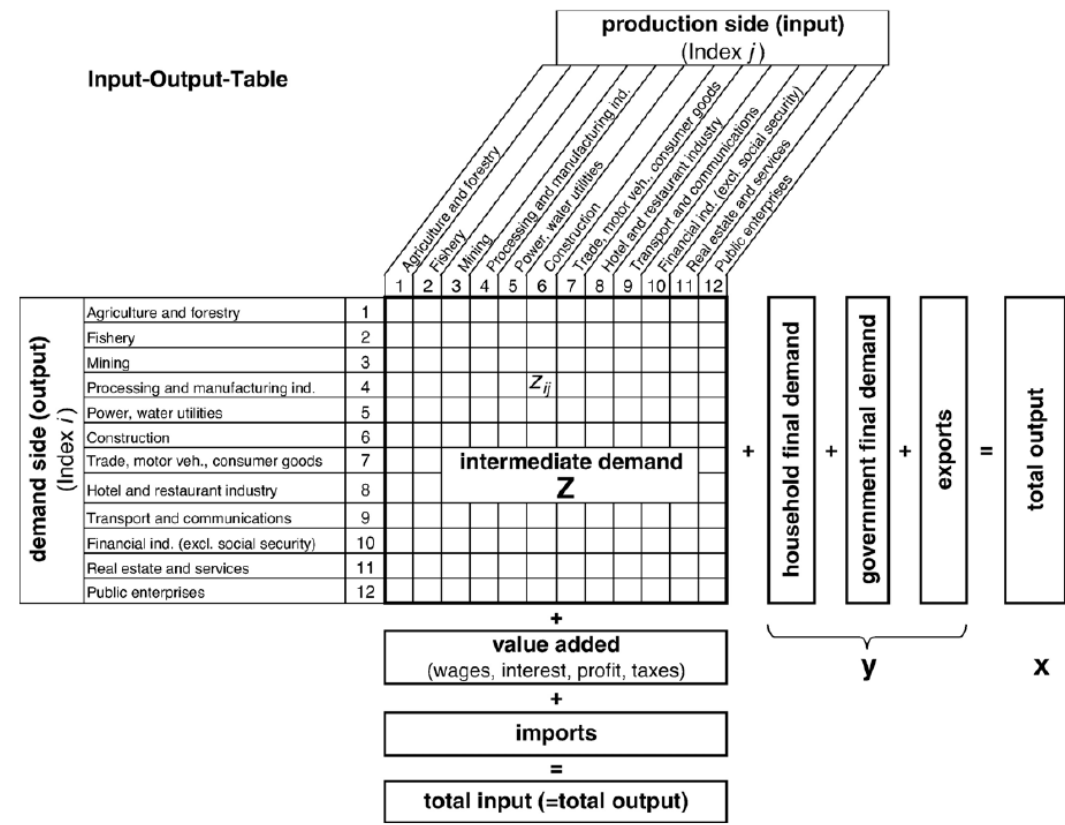 production side (input)
(Index j)
Input-Output-Table
Agriculture and forestry
Fishery
Mining
Processing and manufacturing ind.
Power, water utilities
Construction
Trade, motor veh., consumer goods
Hotel and restaurant industry
Transport and communications
Financial ind. (excl. social security)
Real estate and services
Public enterprises
1 2 3 4 5 6 7 8 9 10 11 12
demand side (output)
(Index i)
Agriculture and forestry 1
Fishery 2
Mining 3
Processing and manufacturing ind. 4
Power, water utilities 5
Construction 6
Trade, motor veh., consumer goods 7
Hotel and restaurant industry 8
Transport and communications 9
Financial ind. (excl. social security) 10
Real estate and services 11
Public enterprises 12
zij
intermediate demand
Z
+
household final demand
+
government final demand
+
exports
=
total output
y
x
+
value added
(wages, interest, profit, taxes)
+
imports
=
total input (=total output)